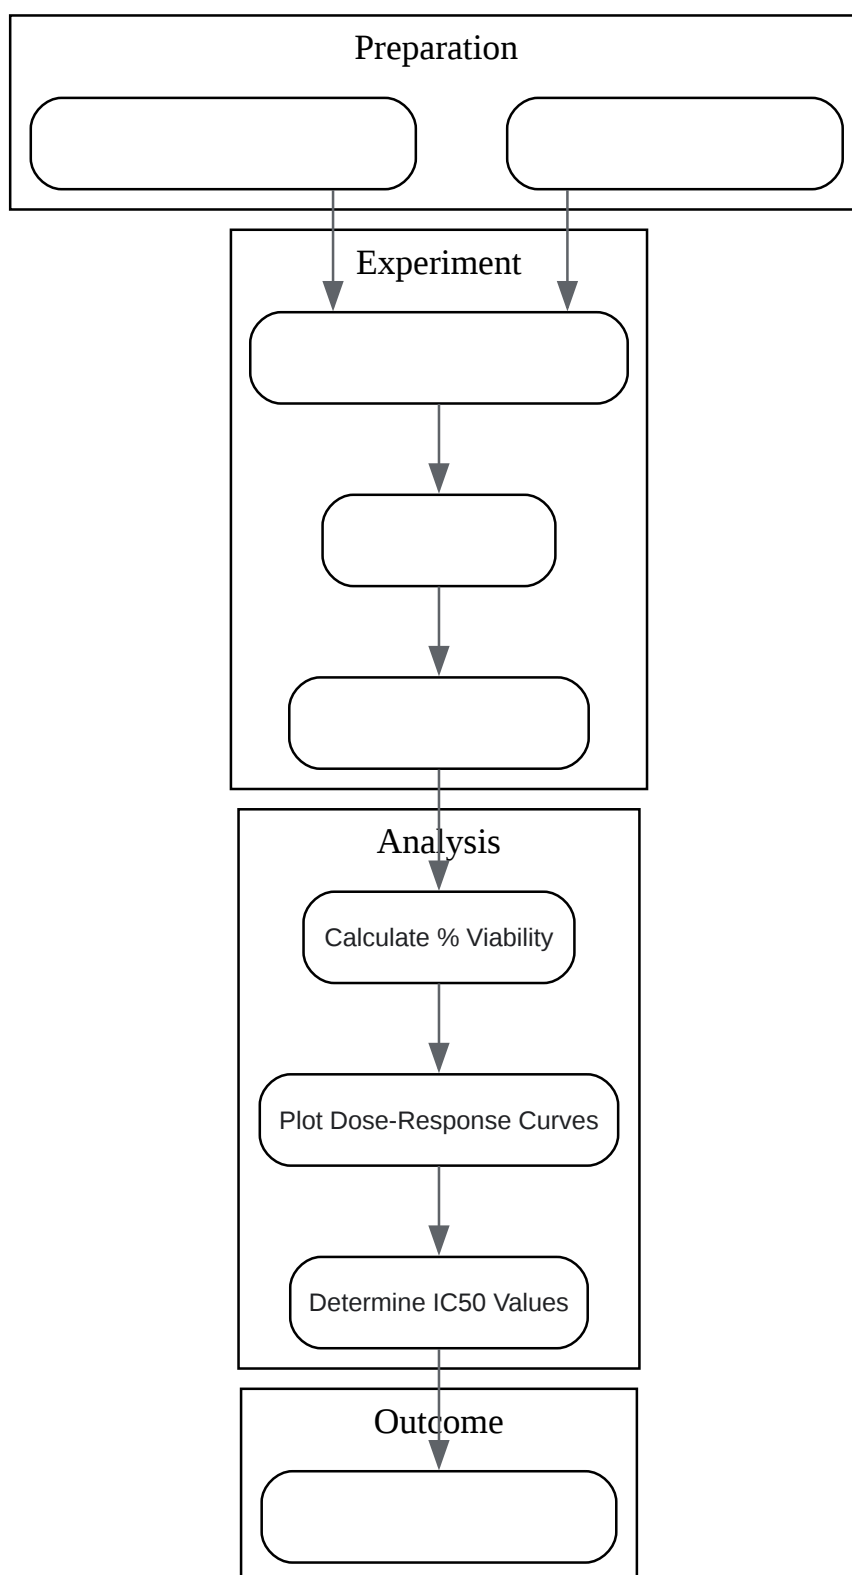 Preparation
Experiment
Analysis
Calculate % Viability
Plot Dose-Response Curves
Determine IC50 Values
Outcome